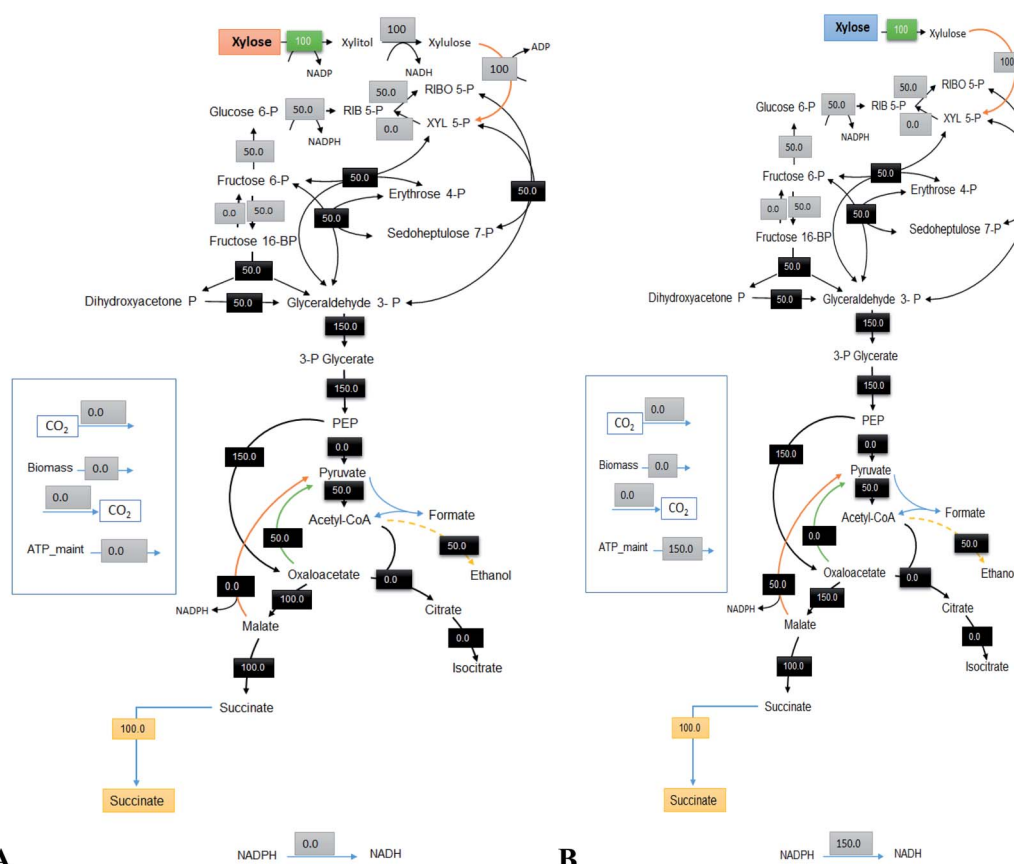 Xylose 100 Xylitol 100 Xylulose
NADP NADH 100 ADP
RIBO 5-P
50.0
Glucose 6-P 50.0 RIB 5-P
NADPH 0.0 XYL 5-P
50.0
Fructose 6-P 50.0
Erythrose 4-P 50.0
0.0 50.0 50.0
Sedoheptulose 7-P
Fructose 16-BP
50.0
Dihydroxyacetone P 50.0 Glyceraldehyde 3- P
150.0
3-P Glycerate
150.0
PEP
0.0
150.0
Pyruvate
50.0
Acetyl-CoA Formate
50.0 50.0
Ethanol
Oxaloacetate 0.0
0.0 100.0
NADPH Citrate
Malate 0.0
100.0 Isocitrate
Succinate
100.0
Succinate
0.0
CO2
Biomass 0.0
0.0
CO2
ATP_maint 0.0
A
NADPH 0.0 NADH
Xylose 100 Xylulose
100
RIBO 5-P
50.0
Glucose 6-P 50.0 RIB 5-P
NADPH 0.0 XYL 5-P
50.0
Fructose 6-P 50.0
Erythrose 4-P
0.0 50.0 50.0
Sedoheptulose 7-P
Fructose 16-BP
50.0
Dihydroxyacetone P 50.0 Glyceraldehyde 3- P
150.0
3-P Glycerate
150.0
PEP
0.0
150.0
Pyruvate
50.0
Acetyl-CoA Formate
0.0 50.0
Ethanol
Oxaloacetate 0.0
50.0 150.0
NADPH Citrate
Malate 0.0
100.0 Isocitrate
Succinate
100.0
Succinate
0.0
CO2
Biomass 0.0
0.0
CO2
ATP_maint 150.0
B
NADPH 150.0 NADH